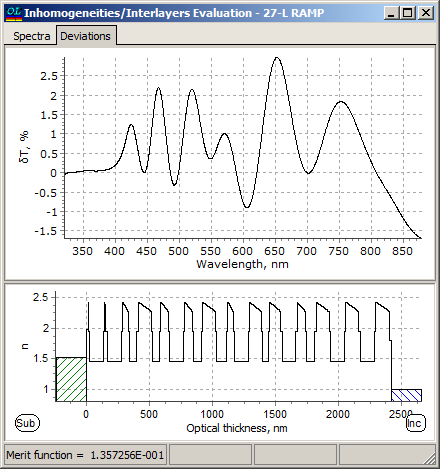 OL Inhomogeneities/Interlayers Evaluation - 27-L RAMP
Spectra Deviations
δT, %
2.5
2
1.5
1
0.5
0
-0.5
-1
-1.5
350 400 450 500 550 600 650 700 750 800 850
Wavelength, nm
n
2.5
2
1.5
1
0 500 1000 1500 2000 2500
Sub Optical thickness, nm Inc
Merit function = 1.357256E-001